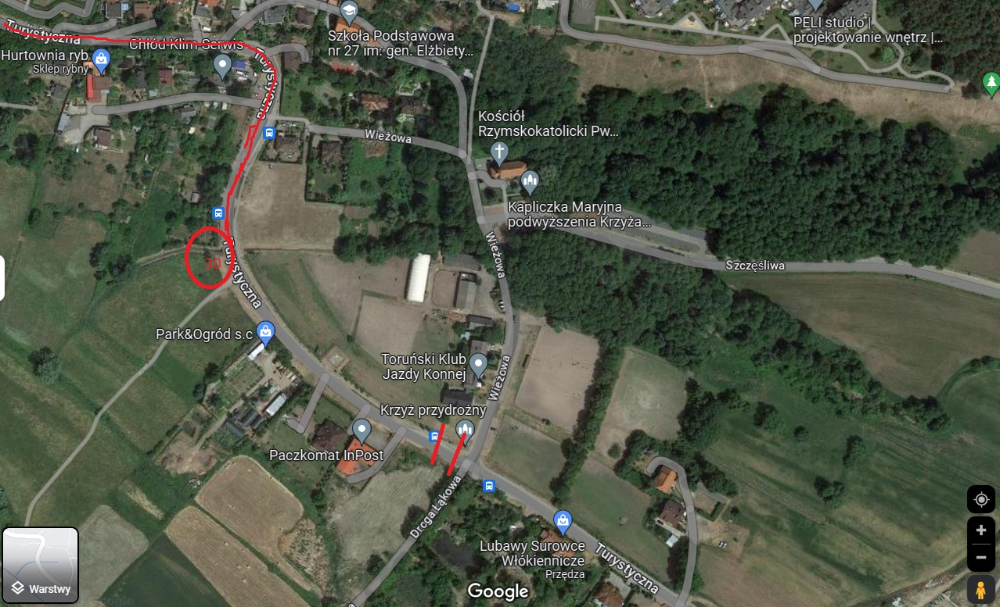 Turystyczna
Chłód-Klim Serwis
Hurtownia ryb
Sklep rybny
Szkoła Podstawowa
nr 27 im. gen. Elżbiety...
PELI studio |
projektowanie wnętrz |...
Turystyczna
Kościół
Rzymskokatolicki Pw...
Wieżowa
Kapliczka Maryjna
podwyższenia Krzyża...
Wieżowa
Szczęśliwa
30
Turystyczna
Park&Ogród s.c
Toruński Klub
Jazdy Konnej
Wieżowa
Krzyż przydrożny
Paczkomat InPost
Droga Łąkowa
Lubawy Surowce
Włókiennicze
Przędza
Turystyczna
Warstwy
Google